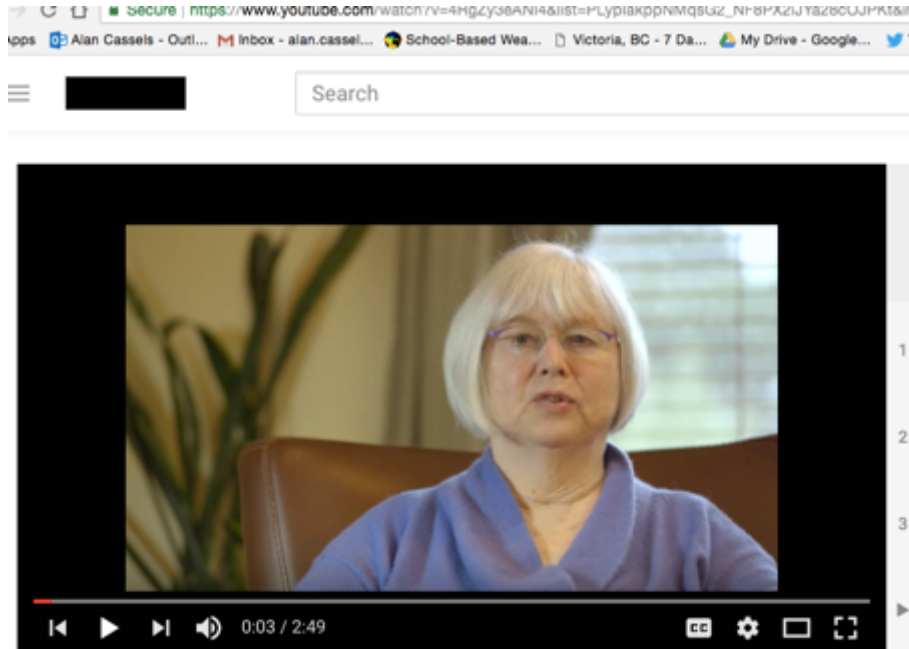 Secure | https://www.youtube.com/watch?v=4HgZy3eANI4&list=
Apps Alan Cassels - Outl... Inbox - alan.cassel... School-Based Wea... Victoria, BC - 7 Da... My Drive - Google...
Search
1
2
3
0:03 / 2:49
CC